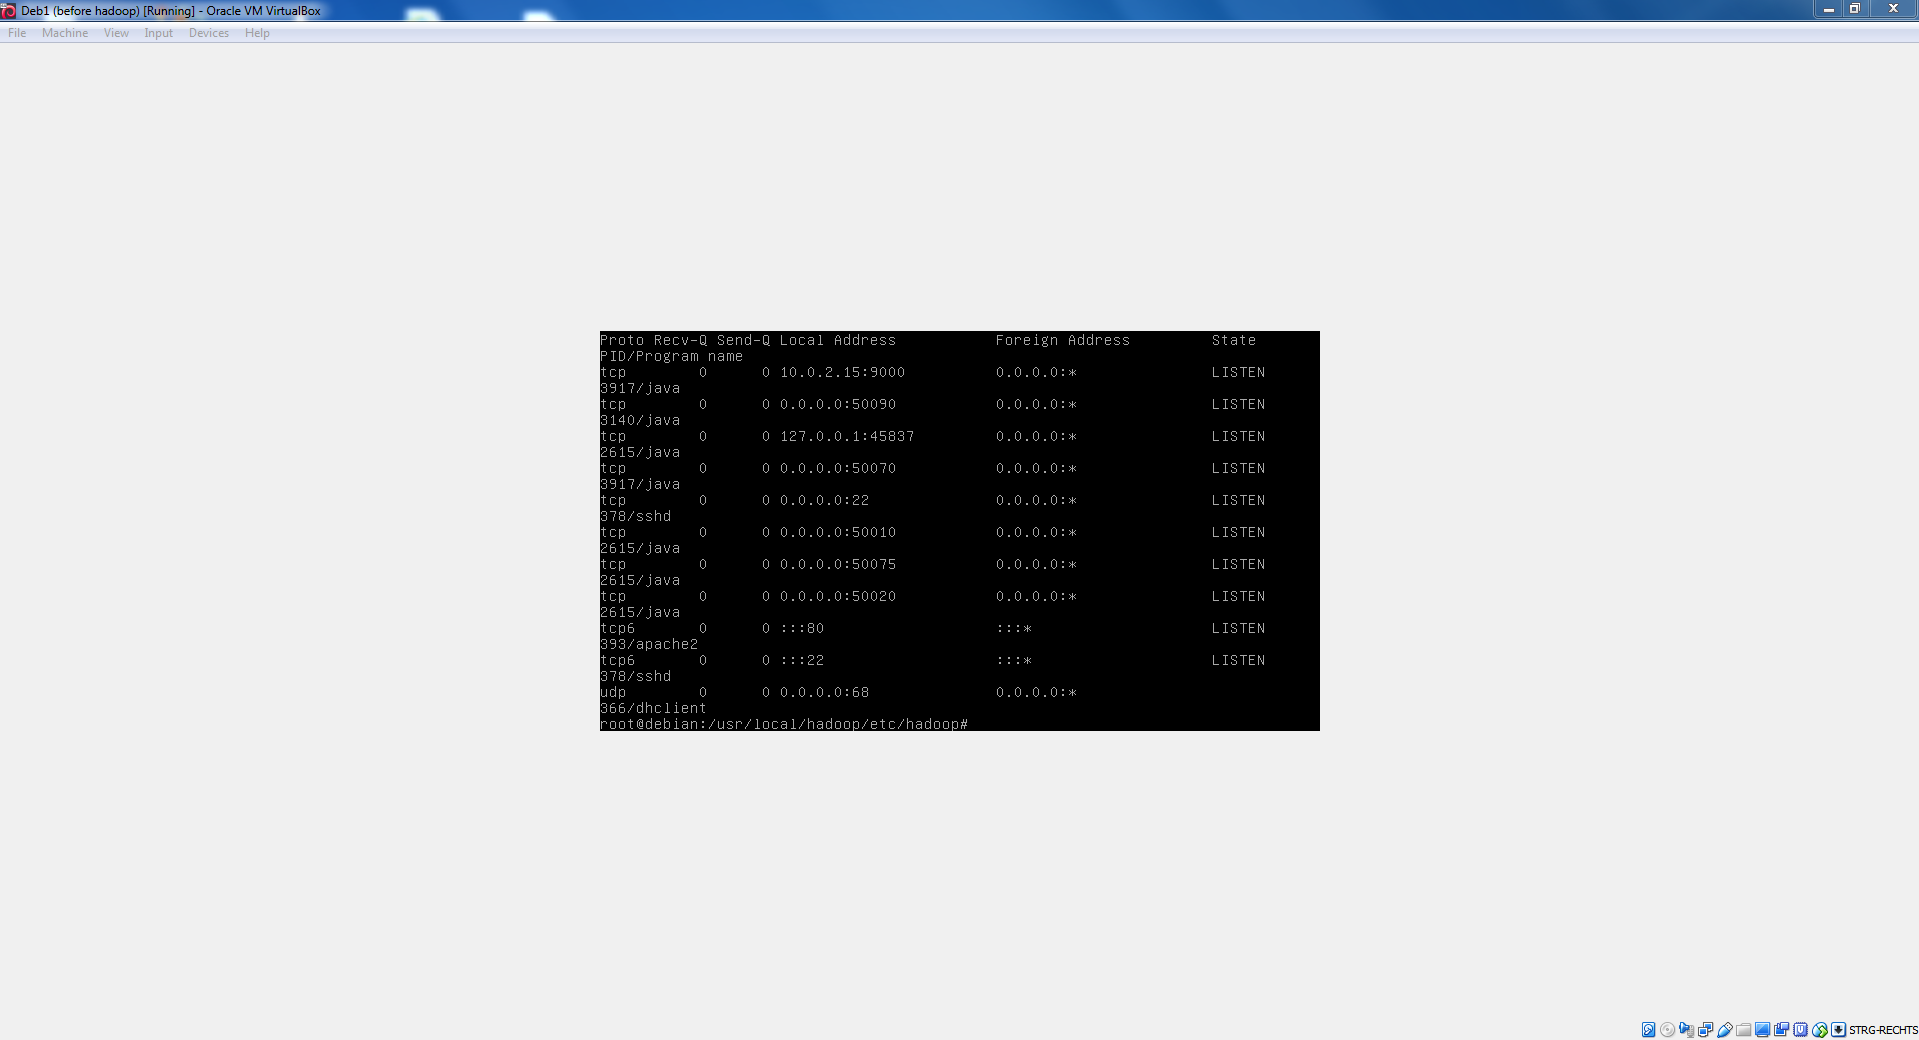 Deb1 (before hadoop) [Running] - Oracle VM VirtualBox
File Machine View Input Devices Help
Proto Recv-Q Send-Q Local Address Foreign Address State
PID/Program name
tcp 0 0 10.0.2.15:9000 0.0.0.0:* LISTEN
3917/java
tcp 0 0 0.0.0.0:50090 0.0.0.0:* LISTEN
3140/java
tcp 0 0 127.0.0.1:45837 0.0.0.0:* LISTEN
2615/java
tcp 0 0 0.0.0.0:50070 0.0.0.0:* LISTEN
3917/java
tcp 0 0 0.0.0.0:22 0.0.0.0:* LISTEN
378/sshd
tcp 0 0 0.0.0.0:50010 0.0.0.0:* LISTEN
2615/java
tcp 0 0 0.0.0.0:50075 0.0.0.0:* LISTEN
2615/java
tcp 0 0 0.0.0.0:50020 0.0.0.0:* LISTEN
2615/java
tcp6 0 0 :::80 :::* LISTEN
393/apache2
tcp6 0 0 :::22 :::* LISTEN
378/sshd
udp 0 0 0.0.0.0:68 0.0.0.0:*
366/dhclient
root@debian:/usr/local/hadoop/etc/hadoop#
STRG-RECHTS